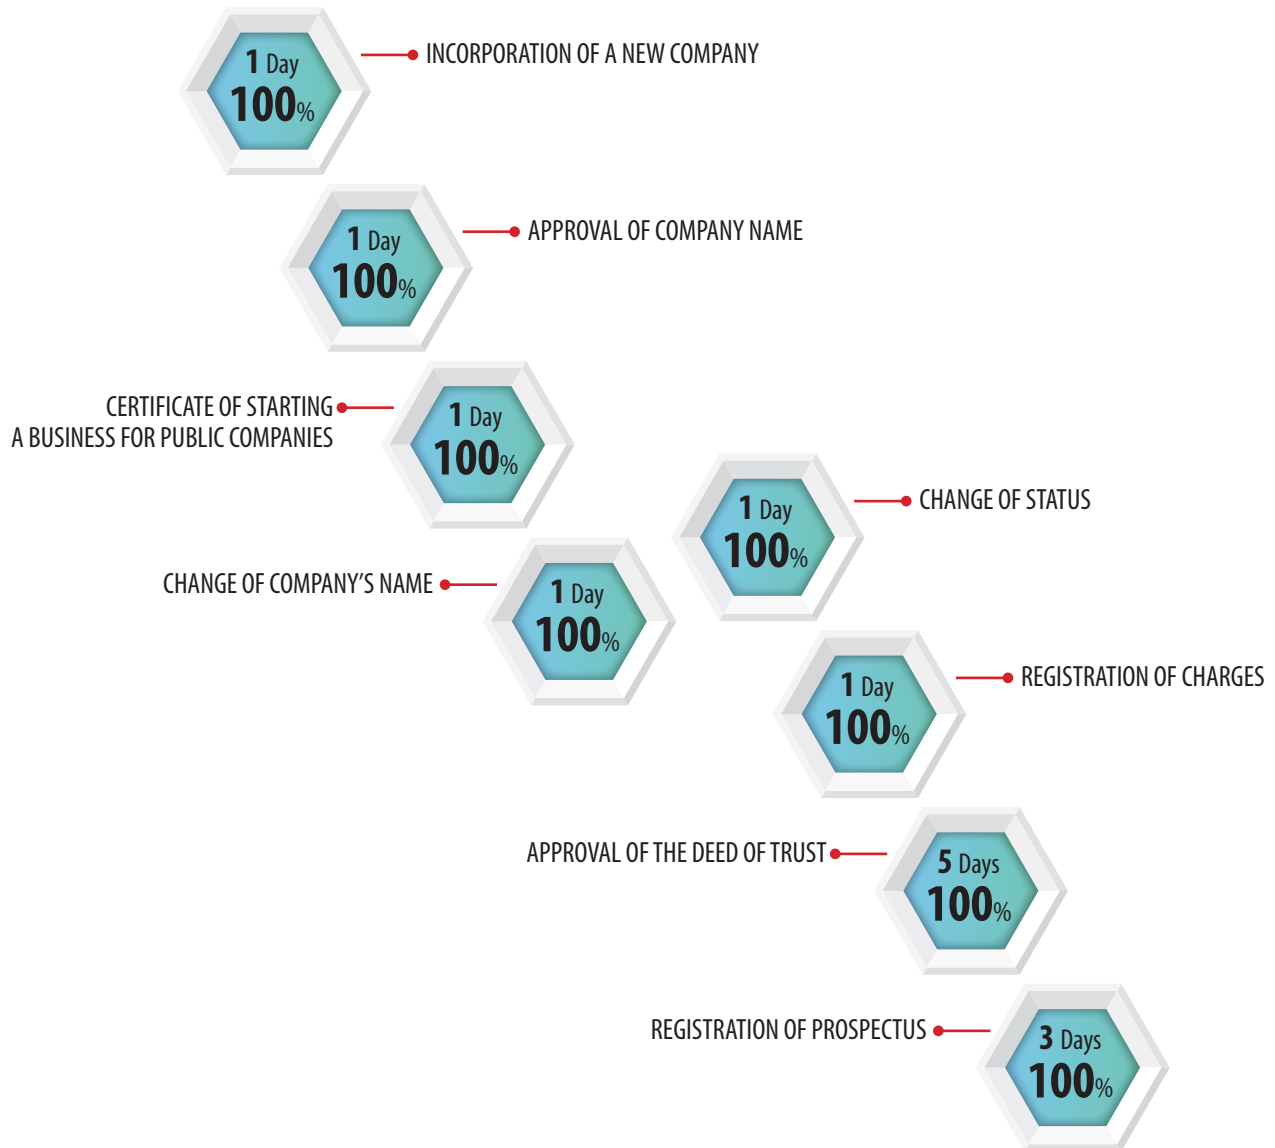 1 Day
100%
INCORPORATION OF A NEW COMPANY
1 Day
100%
APPROVAL OF COMPANY NAME
CERTIFICATE OF STARTING
A BUSINESS FOR PUBLIC COMPANIES
1 Day
100%
1 Day
100%
CHANGE OF STATUS
CHANGE OF COMPANY’S NAME
1 Day
100%
1 Day
100%
REGISTRATION OF CHARGES
APPROVAL OF THE DEED OF TRUST
5 Days
100%
REGISTRATION OF PROSPECTUS
3 Days
100%